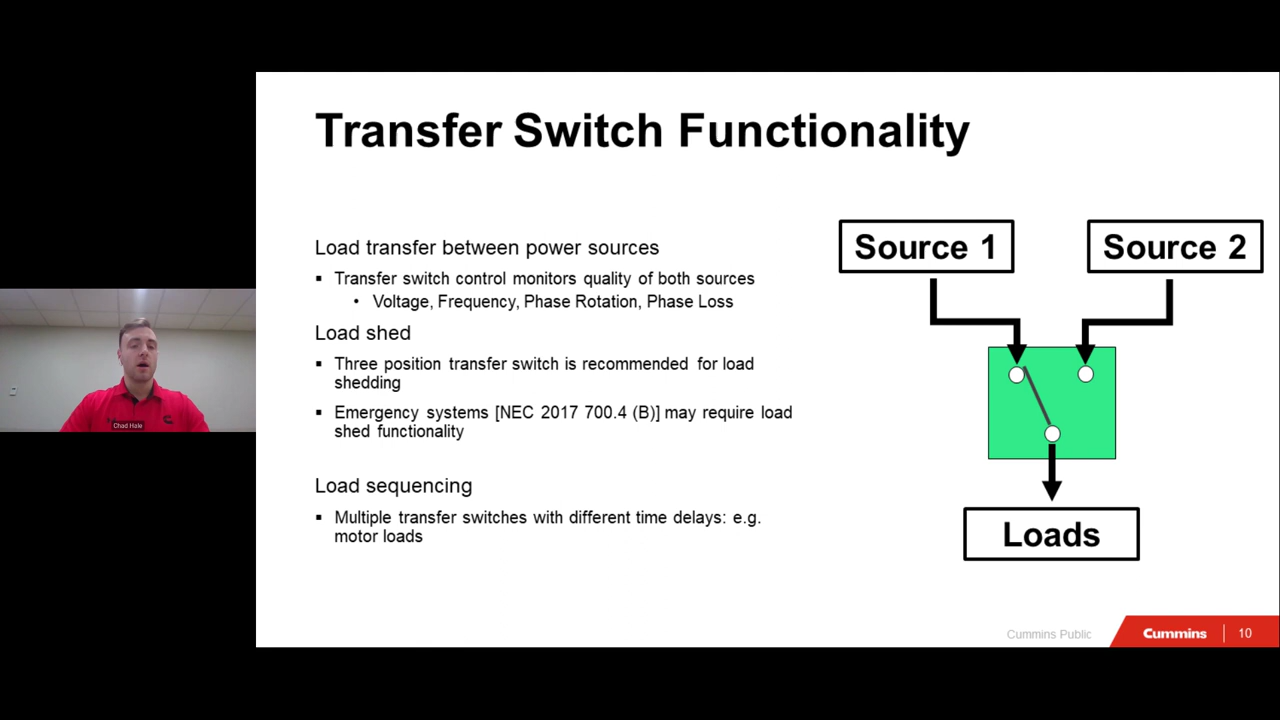 Transfer Switch Functionality
Load transfer between power sources
▪ Transfer switch control monitors quality of both sources
• Voltage, Frequency, Phase Rotation, Phase Loss
Load shed
▪ Three position transfer switch is recommended for load
shedding
▪ Emergency systems [NEC 2017 700.4 (B)] may require load
shed functionality
Load sequencing
▪ Multiple transfer switches with different time delays: e.g.
motor loads
Source 1
Source 2
Loads
Chad Hale
Cummins Public
Cummins
10